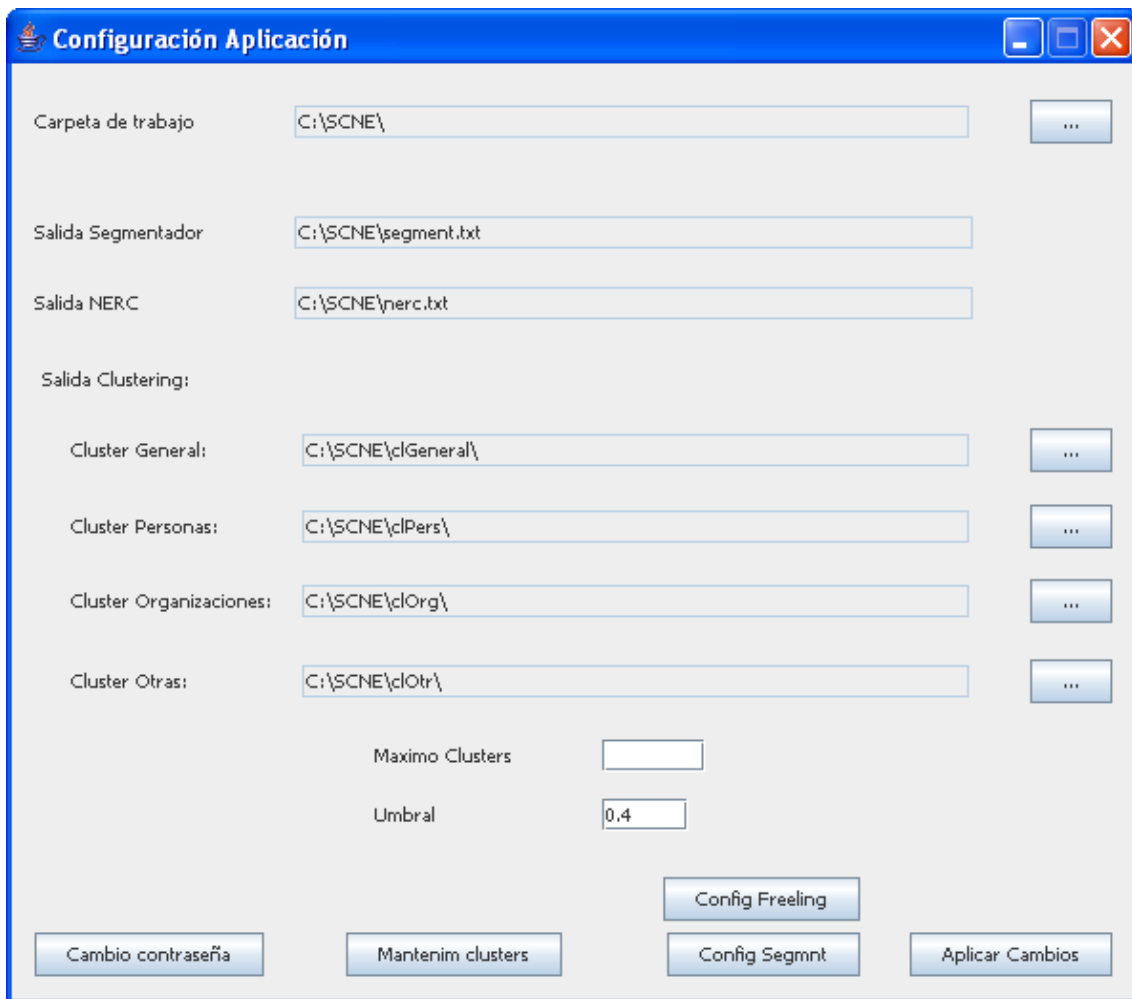 Configuración Aplicación
Carpeta de trabajo C:\SCNE\ ...
Salida Segmentador C:\SCNE\segment.txt
Salida NERC C:\SCNE\nerc.txt
Salida Clustering:
Cluster General: C:\SCNE\clGeneral\ ...
Cluster Personas: C:\SCNE\clPers\ ...
Cluster Organizaciones: C:\SCNE\clOrg\ ...
Cluster Otras: C:\SCNE\clOtr\ ...
Maximo Clusters
Umbral 0.4
Config Freeling
Cambio contraseña Mantenim clusters Config Segmnt Aplicar Cambios